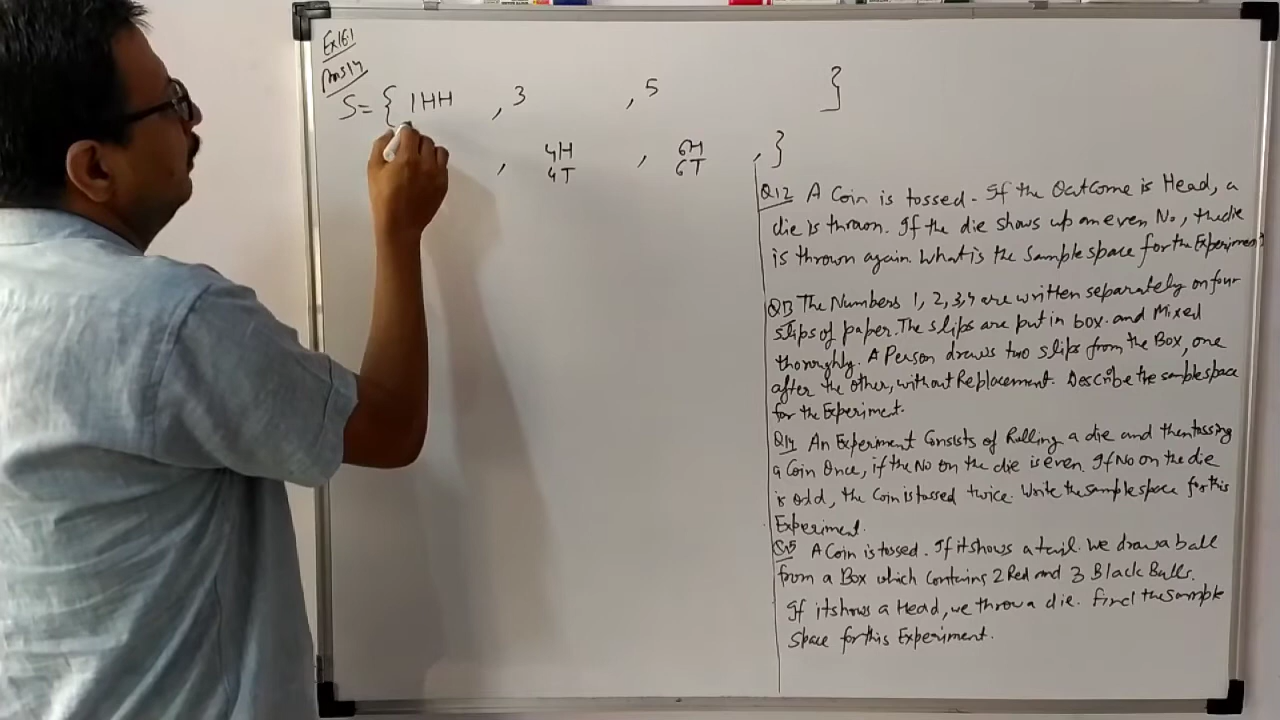 Ex16.1
Ans14
S= { 1HH , 3 , 5 }
, 4H , 6H , }
4T 6T
Q12 A Coin is tossed. If the Outcome is Head, a
die is thrown. If the die shows up an even No, the die
is thrown again. What is the sample space for the Experiment
Q13 The Numbers 1, 2, 3, 4 are written separately on four
slips of paper. The slips are put in box and Mixed
thoroughly. A Person draws two slips from the Box, one
after the other, without Replacement. Describe the sample space
for the Experiment.
Q14 An Experiment Consists of Rolling a die and then tossing
a Coin Once, if the No on the die is even. If No on the die
is odd, the Coin is tossed twice. Write the sample space for this
Experiment.
Q15 A Coin is tossed. If it shows a tail. We draw a ball
from a Box which contains 2 Red and 3 Black Balls.
If it shows a Head, we throw a die. Find the Sample
Space for this Experiment.